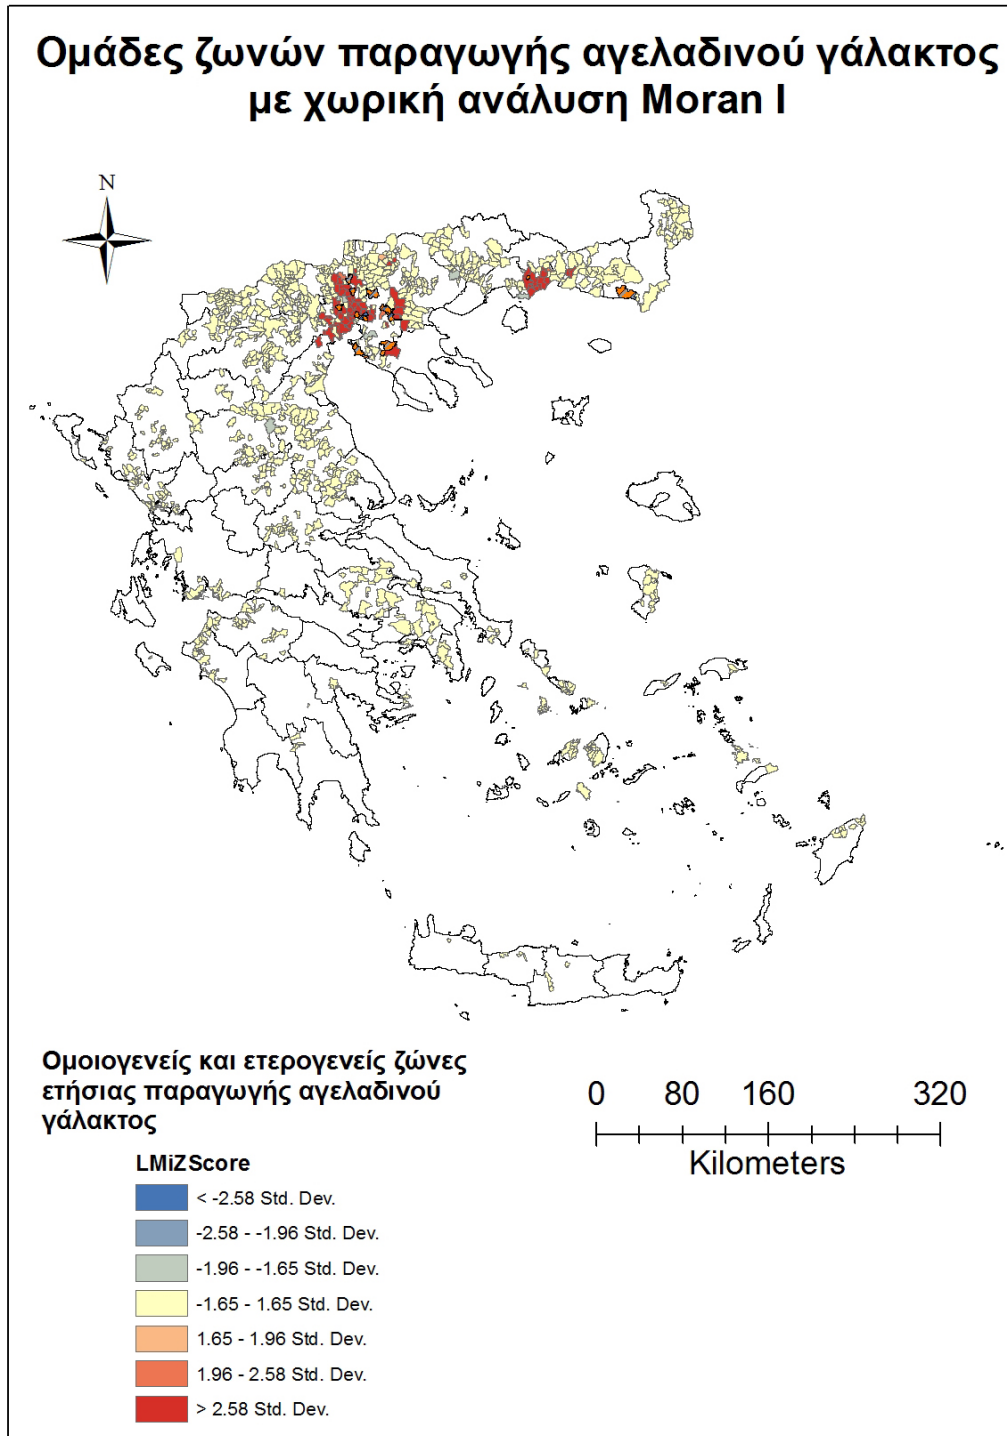 Ομάδες ζωνών παραγωγής αγελαδινού γάλακτος
με χωρική ανάλυση Moran I
N
Ομοιογενείς και ετερογενείς ζώνες
ετήσιας παραγωγής αγελαδινού
γάλακτος
0 80 160 320
Kilometers
LMiZScore
< -2.58 Std. Dev.
-2.58 - -1.96 Std. Dev.
-1.96 - -1.65 Std. Dev.
-1.65 - 1.65 Std. Dev.
1.65 - 1.96 Std. Dev.
1.96 - 2.58 Std. Dev.
> 2.58 Std. Dev.